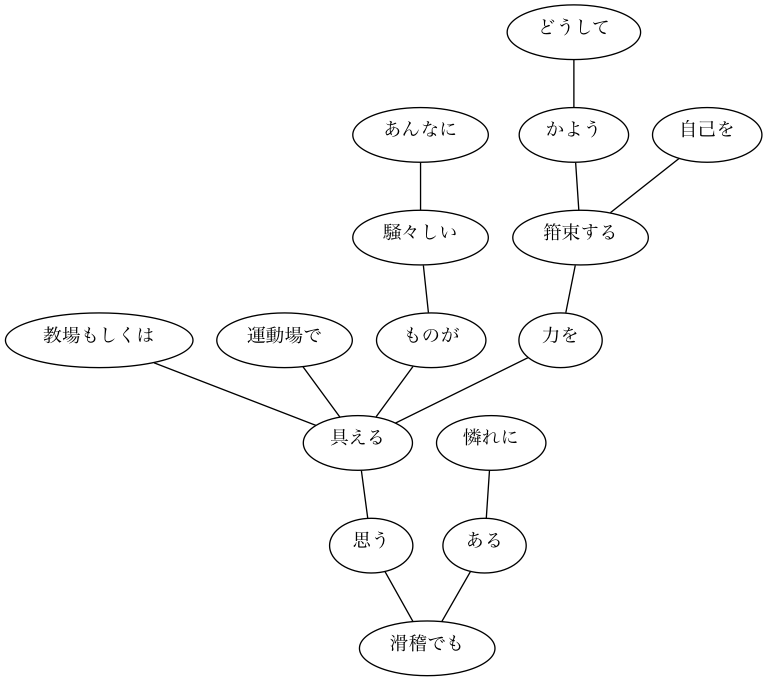 どうして
あんなに
かよう
自己を
騒々しい
箝束する
教場もしくは
運動場で
ものが
力を
具える
憐れに
思う
ある
滑稽でも